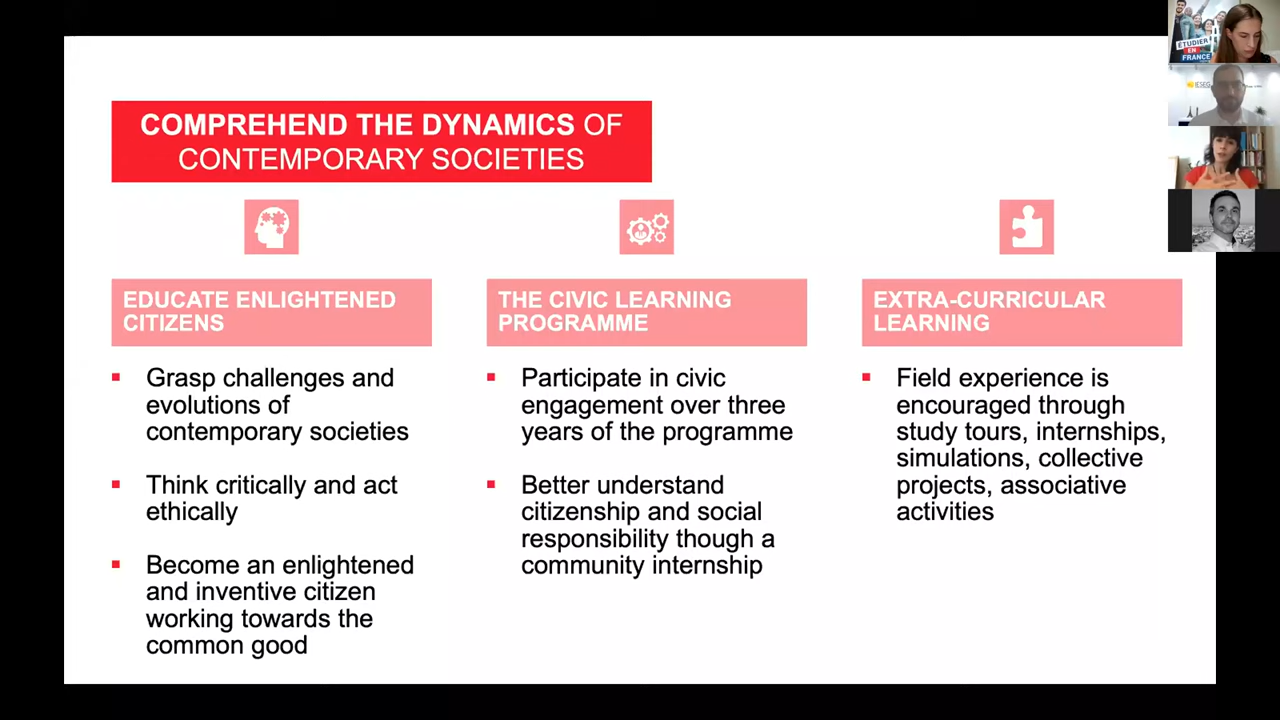 COMPREHEND THE DYNAMICS OF
CONTEMPORARY SOCIETIES
EDUCATE ENLIGHTENED
CITIZENS
Grasp challenges and
evolutions of
contemporary societies
Think critically and act
ethically
Become an enlightened
and inventive citizen
working towards the
common good
THE CIVIC LEARNING
PROGRAMME
Participate in civic
engagement over three
years of the programme
Better understand
citizenship and social
responsibility though a
community internship
EXTRA-CURRICULAR
LEARNING
Field experience is
encouraged through
study tours, internships,
simulations, collective
projects, associative
activities
ÉTUDIER
EN
FRANCE
IESEG